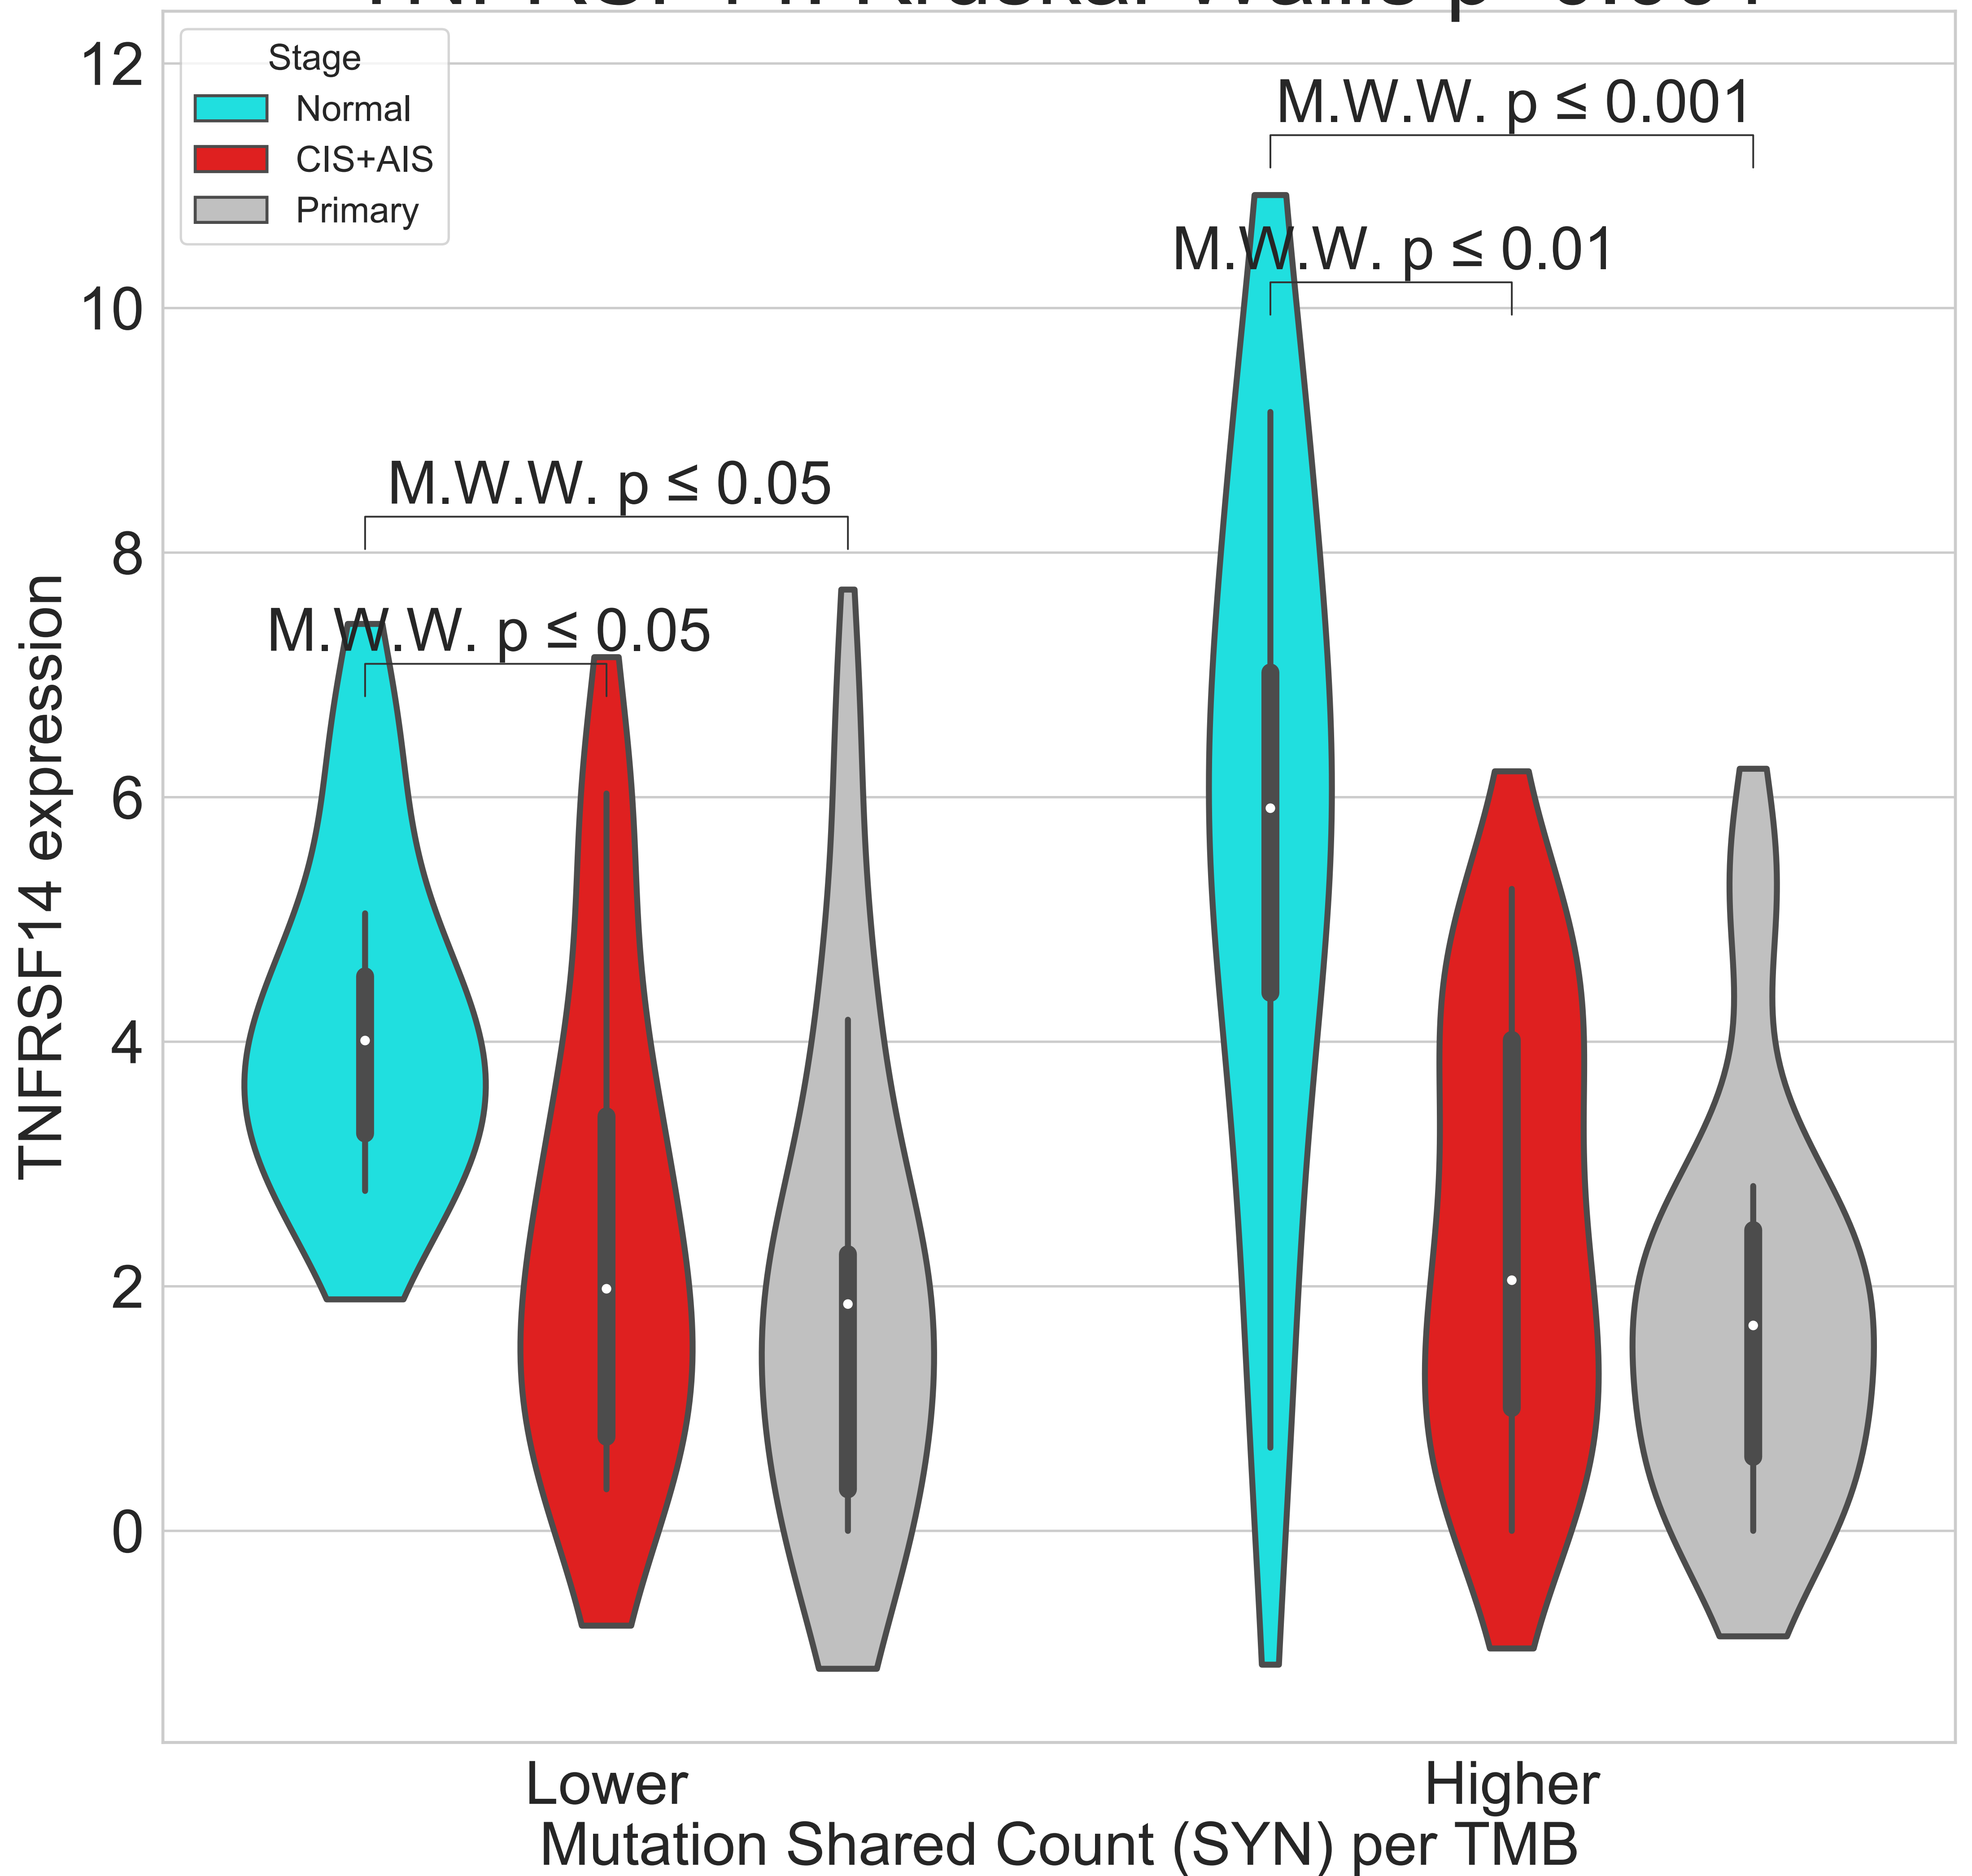 12
10
8
6
4
2
0
TNFRSF14 expression
Stage
Normal
CIS+AIS
Primary
M.W.W. p ≤ 0.001
M.W.W. p ≤ 0.01
M.W.W. p ≤ 0.05
M.W.W. p ≤ 0.05
Lower
Higher
Mutation Shared Count (SYN) per TMB